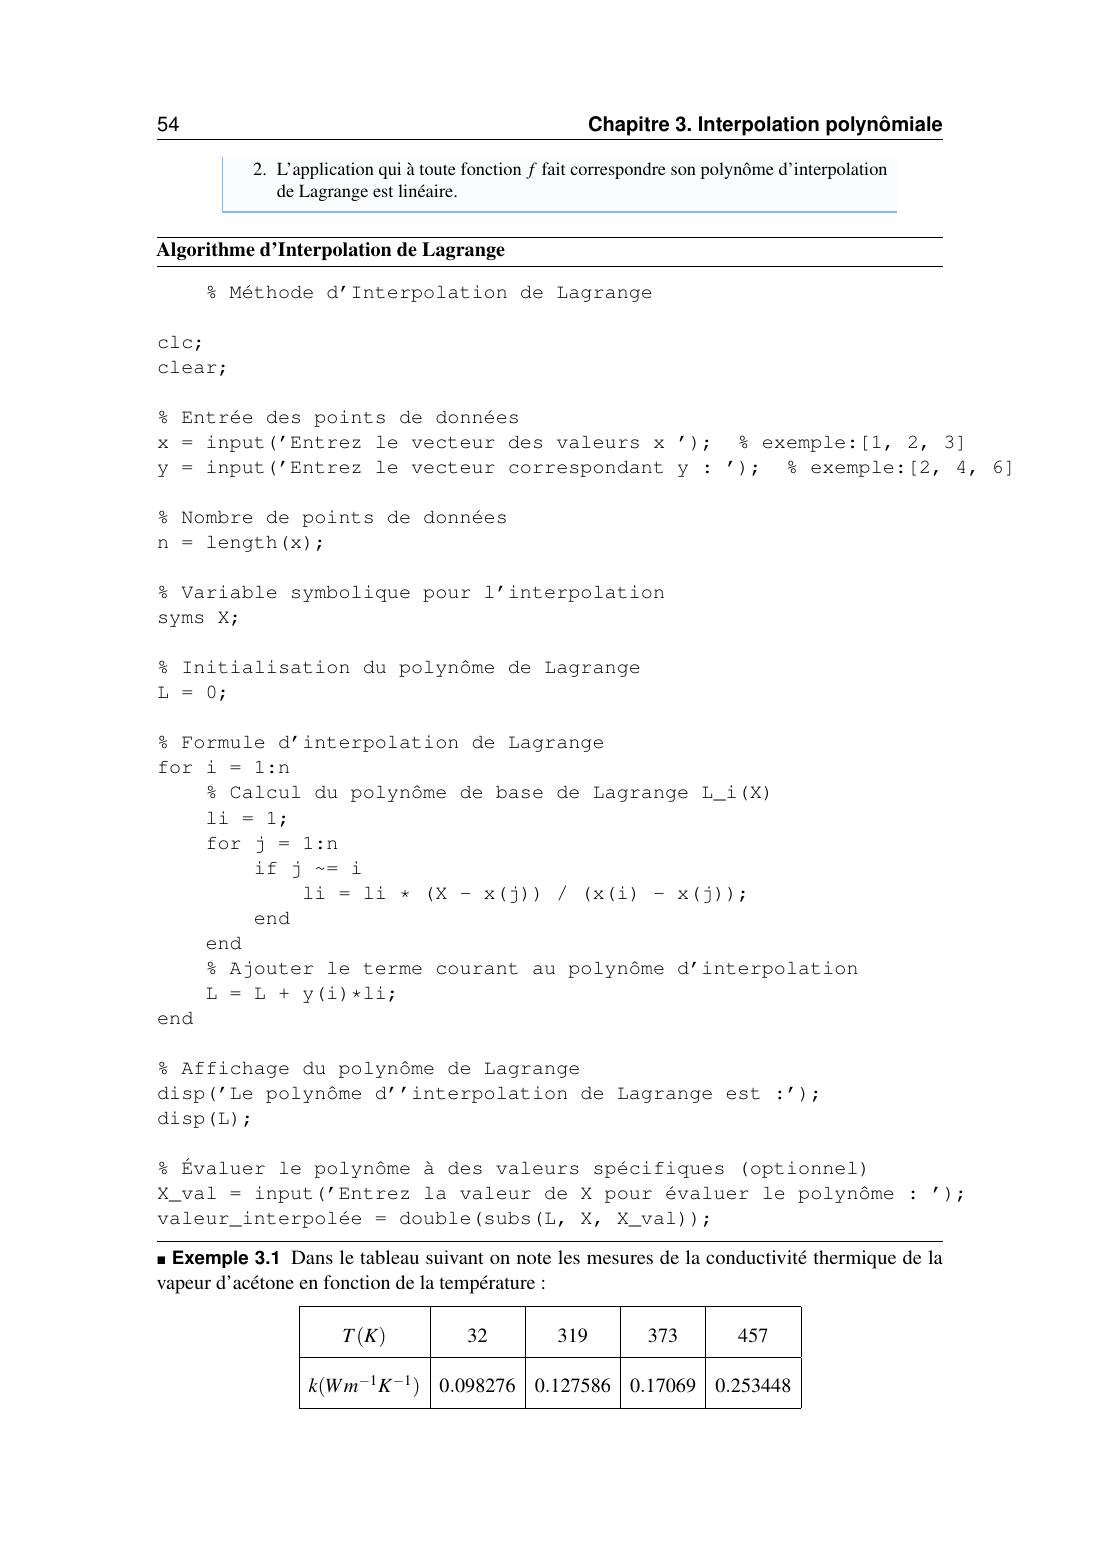 54 Chapitre 3. Interpolation polynômiale
2. L'application qui à toute fonction f fait correspondre son polynôme d'interpolation
de Lagrange est linéaire.
Algorithme d'Interpolation de Lagrange
% Méthode d'Interpolation de Lagrange
clc;
clear;
% Entrée des points de données
x = input('Entrez le vecteur des valeurs x '); % exemple:[1, 2, 3]
y = input('Entrez le vecteur correspondant y : '); % exemple:[2, 4, 6]
% Nombre de points de données
n = length(x);
% Variable symbolique pour l'interpolation
syms X;
% Initialisation du polynôme de Lagrange
L = 0;
% Formule d'interpolation de Lagrange
for i = 1:n
% Calcul du polynôme de base de Lagrange L_i(X)
li = 1;
for j = 1:n
if j ~= i
li = li * (X - x(j)) / (x(i) - x(j));
end
end
% Ajouter le terme courant au polynôme d'interpolation
L = L + y(i)*li;
end
% Affichage du polynôme de Lagrange
disp('Le polynôme d''interpolation de Lagrange est :');
disp(L);
% Évaluer le polynôme à des valeurs spécifiques (optionnel)
X_val = input('Entrez la valeur de X pour évaluer le polynôme : ');
valeur_interpolée = double(subs(L, X, X_val));
■ Exemple 3.1 Dans le tableau suivant on note les mesures de la conductivité thermique de la
vapeur d'acétone en fonction de la température :
T(K) 32 319 373 457
k(Wm⁻¹K⁻¹) 0.098276 0.127586 0.17069 0.253448